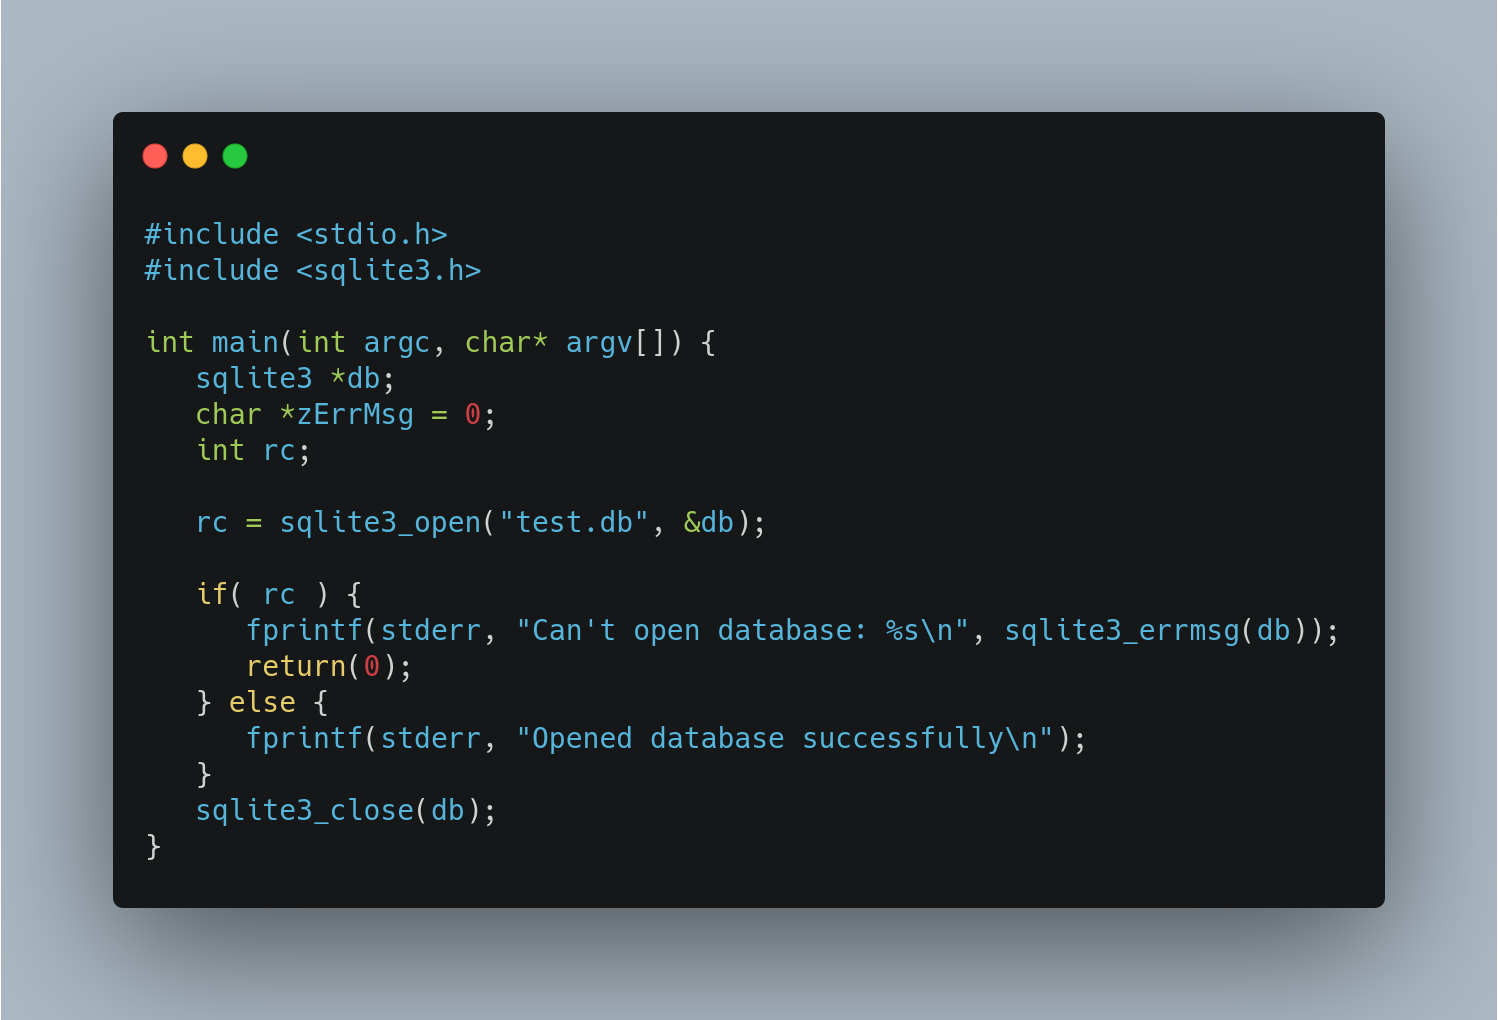 #include <stdio.h>
#include <sqlite3.h>

int main(int argc, char* argv[]) {
   sqlite3 *db;
   char *zErrMsg = 0;
   int rc;

   rc = sqlite3_open("test.db", &db);

   if( rc ) {
      fprintf(stderr, "Can't open database: %s\n", sqlite3_errmsg(db));
      return(0);
   } else {
      fprintf(stderr, "Opened database successfully\n");
   }
   sqlite3_close(db);
}